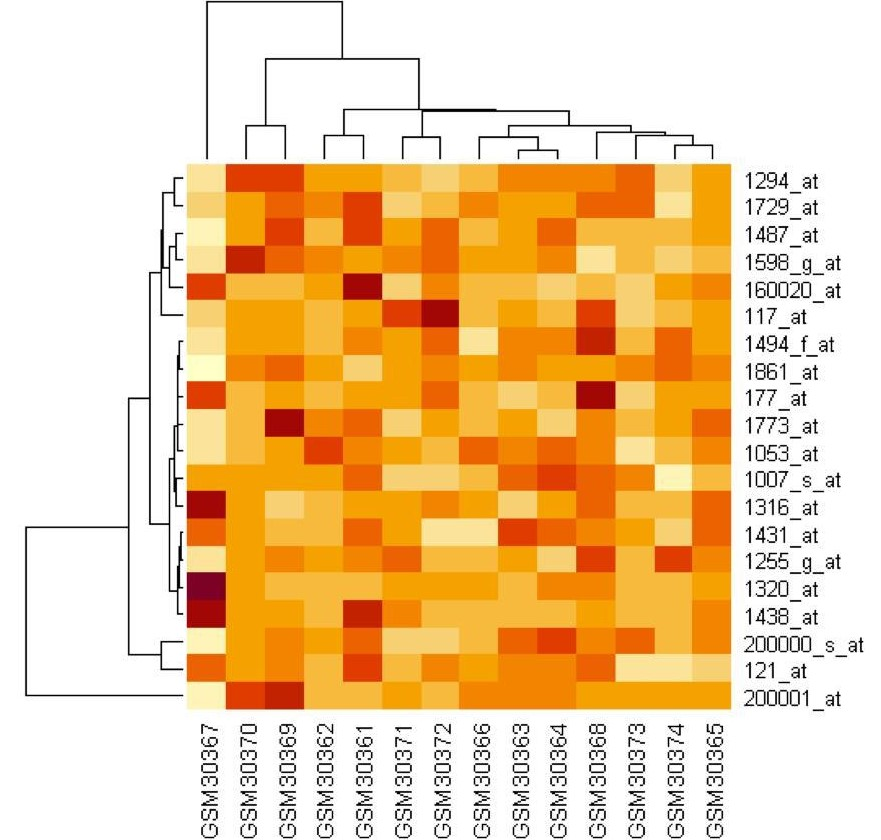 1294_at
1729_at
1487_at
1598_g_at
160020_at
117_at
1494_f_at
1861_at
177_at
1773_at
1053_at
1007_s_at
1316_at
1431_at
1255_g_at
1320_at
1438_at
200000_s_at
121_at
200001_at
GSM30367
GSM30370
GSM30369
GSM30362
GSM30361
GSM30371
GSM30372
GSM30366
GSM30363
GSM30364
GSM30368
GSM30373
GSM30374
GSM30365